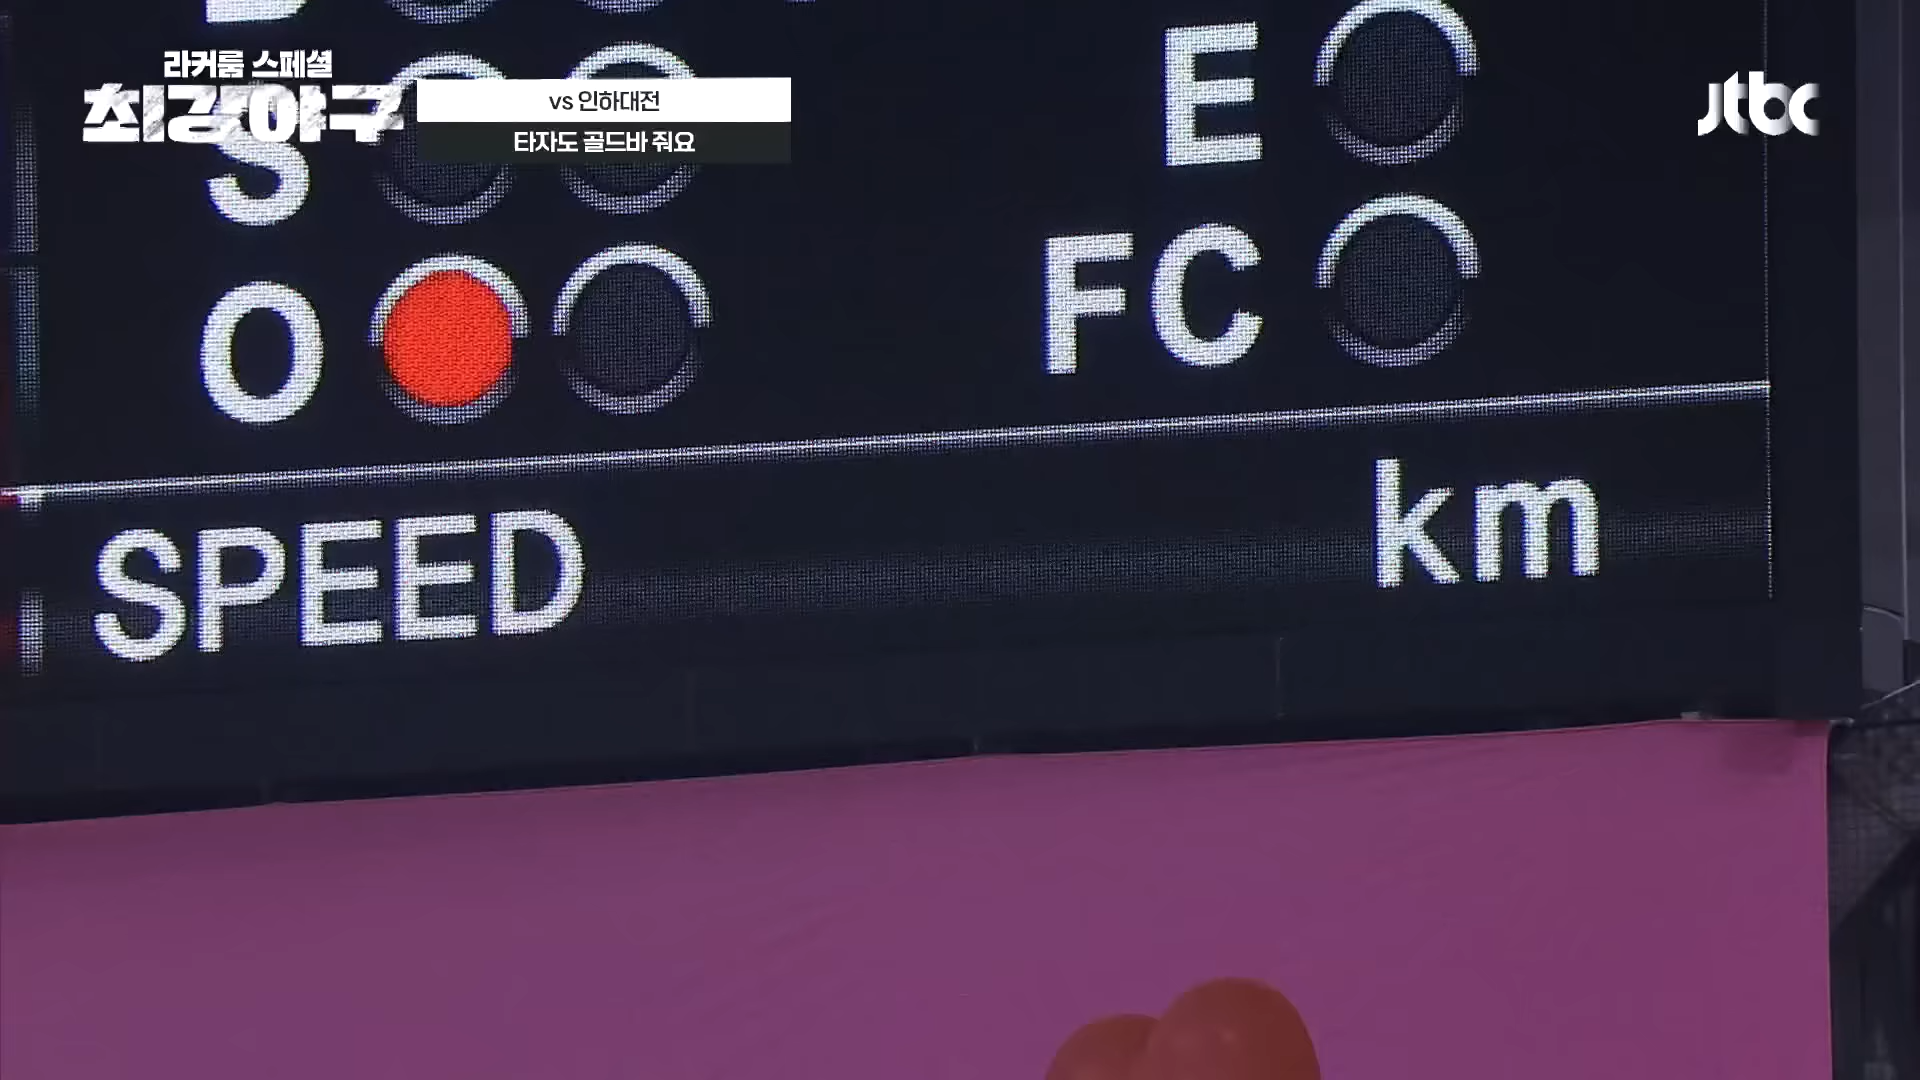 라커룸 스페셜
최강야구
vs 인하대전
타자도 골드바 줘요
jtbc
E
S
O
FC
SPEED
km